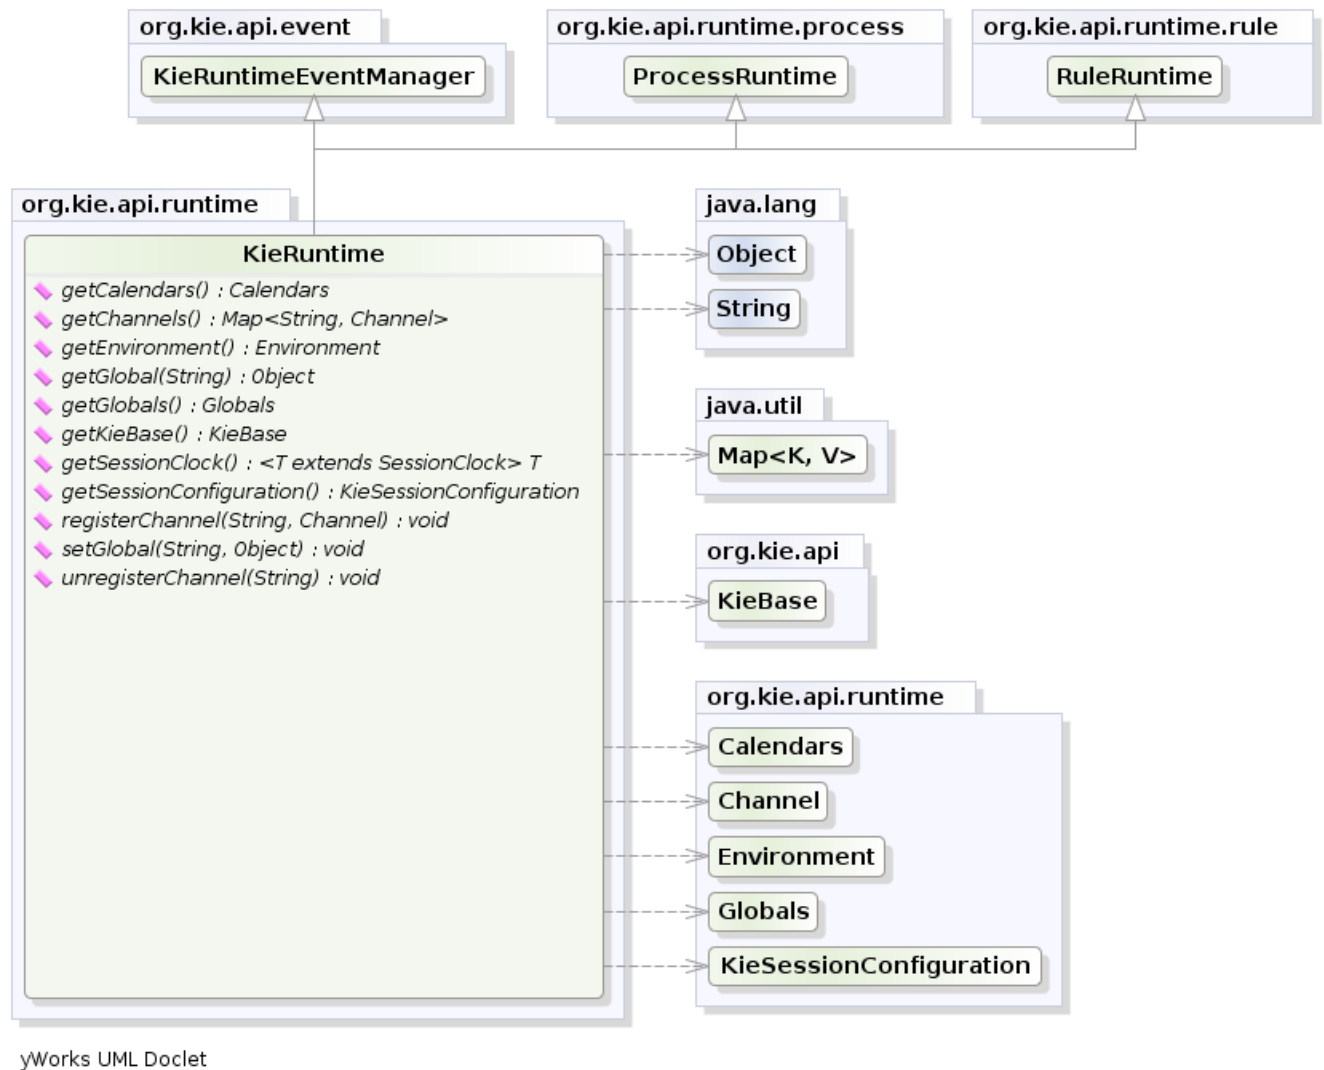 org.kie.api.event
KieRuntimeEventManager
org.kie.api.runtime.process
ProcessRuntime
org.kie.api.runtime.rule
RuleRuntime
org.kie.api.runtime
KieRuntime
getCalendars() : Calendars
getChannels() : Map<String, Channel>
getEnvironment() : Environment
getGlobal(String) : Object
getGlobals() : Globals
getKieBase() : KieBase
getSessionClock() : <T extends SessionClock> T
getSessionConfiguration() : KieSessionConfiguration
registerChannel(String, Channel) : void
setGlobal(String, Object) : void
unregisterChannel(String) : void
java.lang
Object
String
java.util
Map<K, V>
org.kie.api
KieBase
org.kie.api.runtime
Calendars
Channel
Environment
Globals
KieSessionConfiguration
yWorks UML Doclet